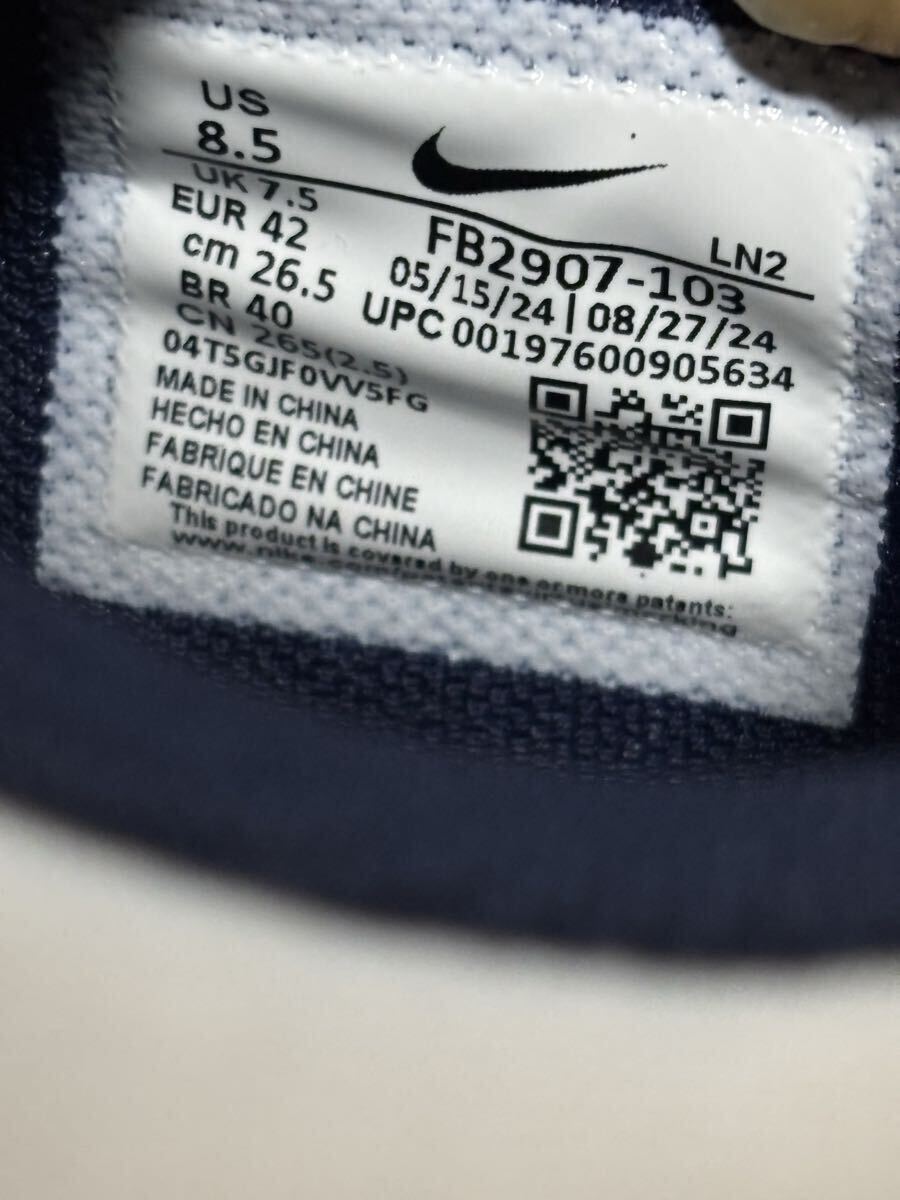 US
8.5
UK 7.5
EUR 42
cm 26.5
BR 40
CN 265(2.5)
04T5GJF0VV5FG
LN2
FB2907-103
05/15/24 | 08/27/24
UPC 00197600905634
MADE IN CHINA
HECHO EN CHINA
FABRIQUE EN CHINE
FABRICADO NA CHINA
This product is covered by one or more patents: